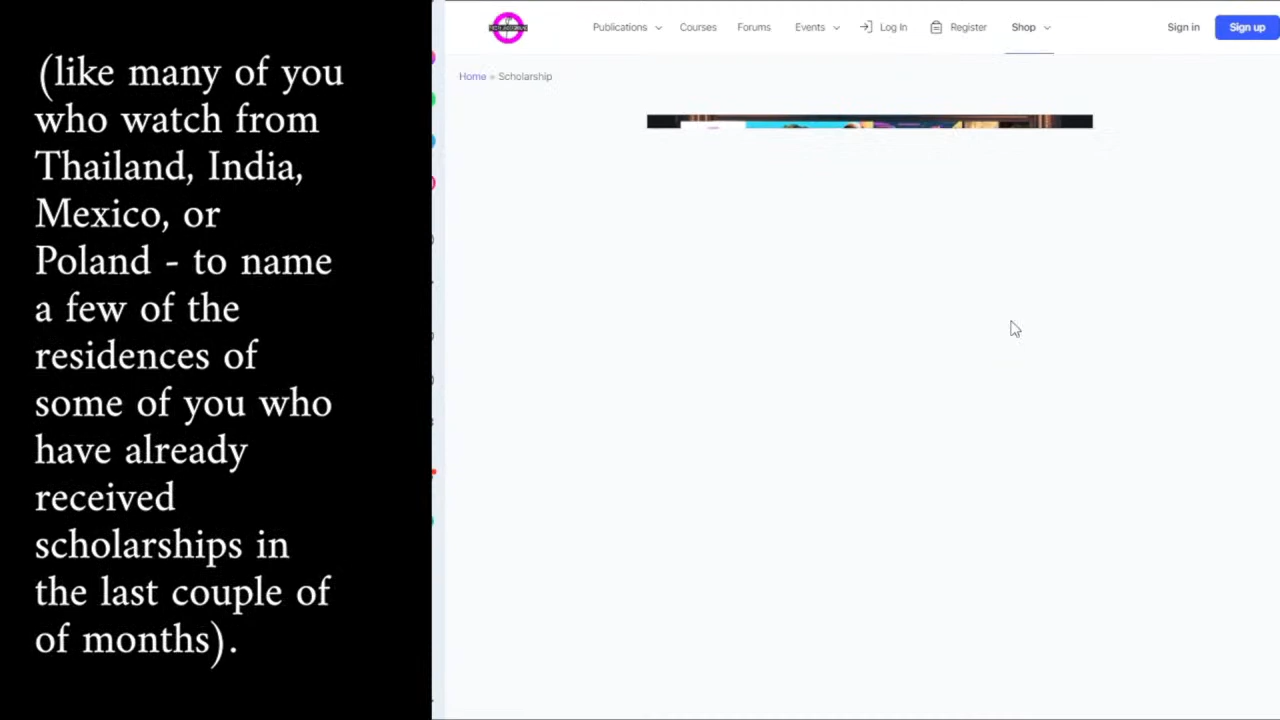 (like many of you
who watch from
Thailand, India,
Mexico, or
Poland - to name
a few of the
residences of
some of you who
have already
received
scholarships in
the last couple of
of months).
Publications Courses Forums Events Log In Register Shop Sign in Sign up
Home » Scholarship